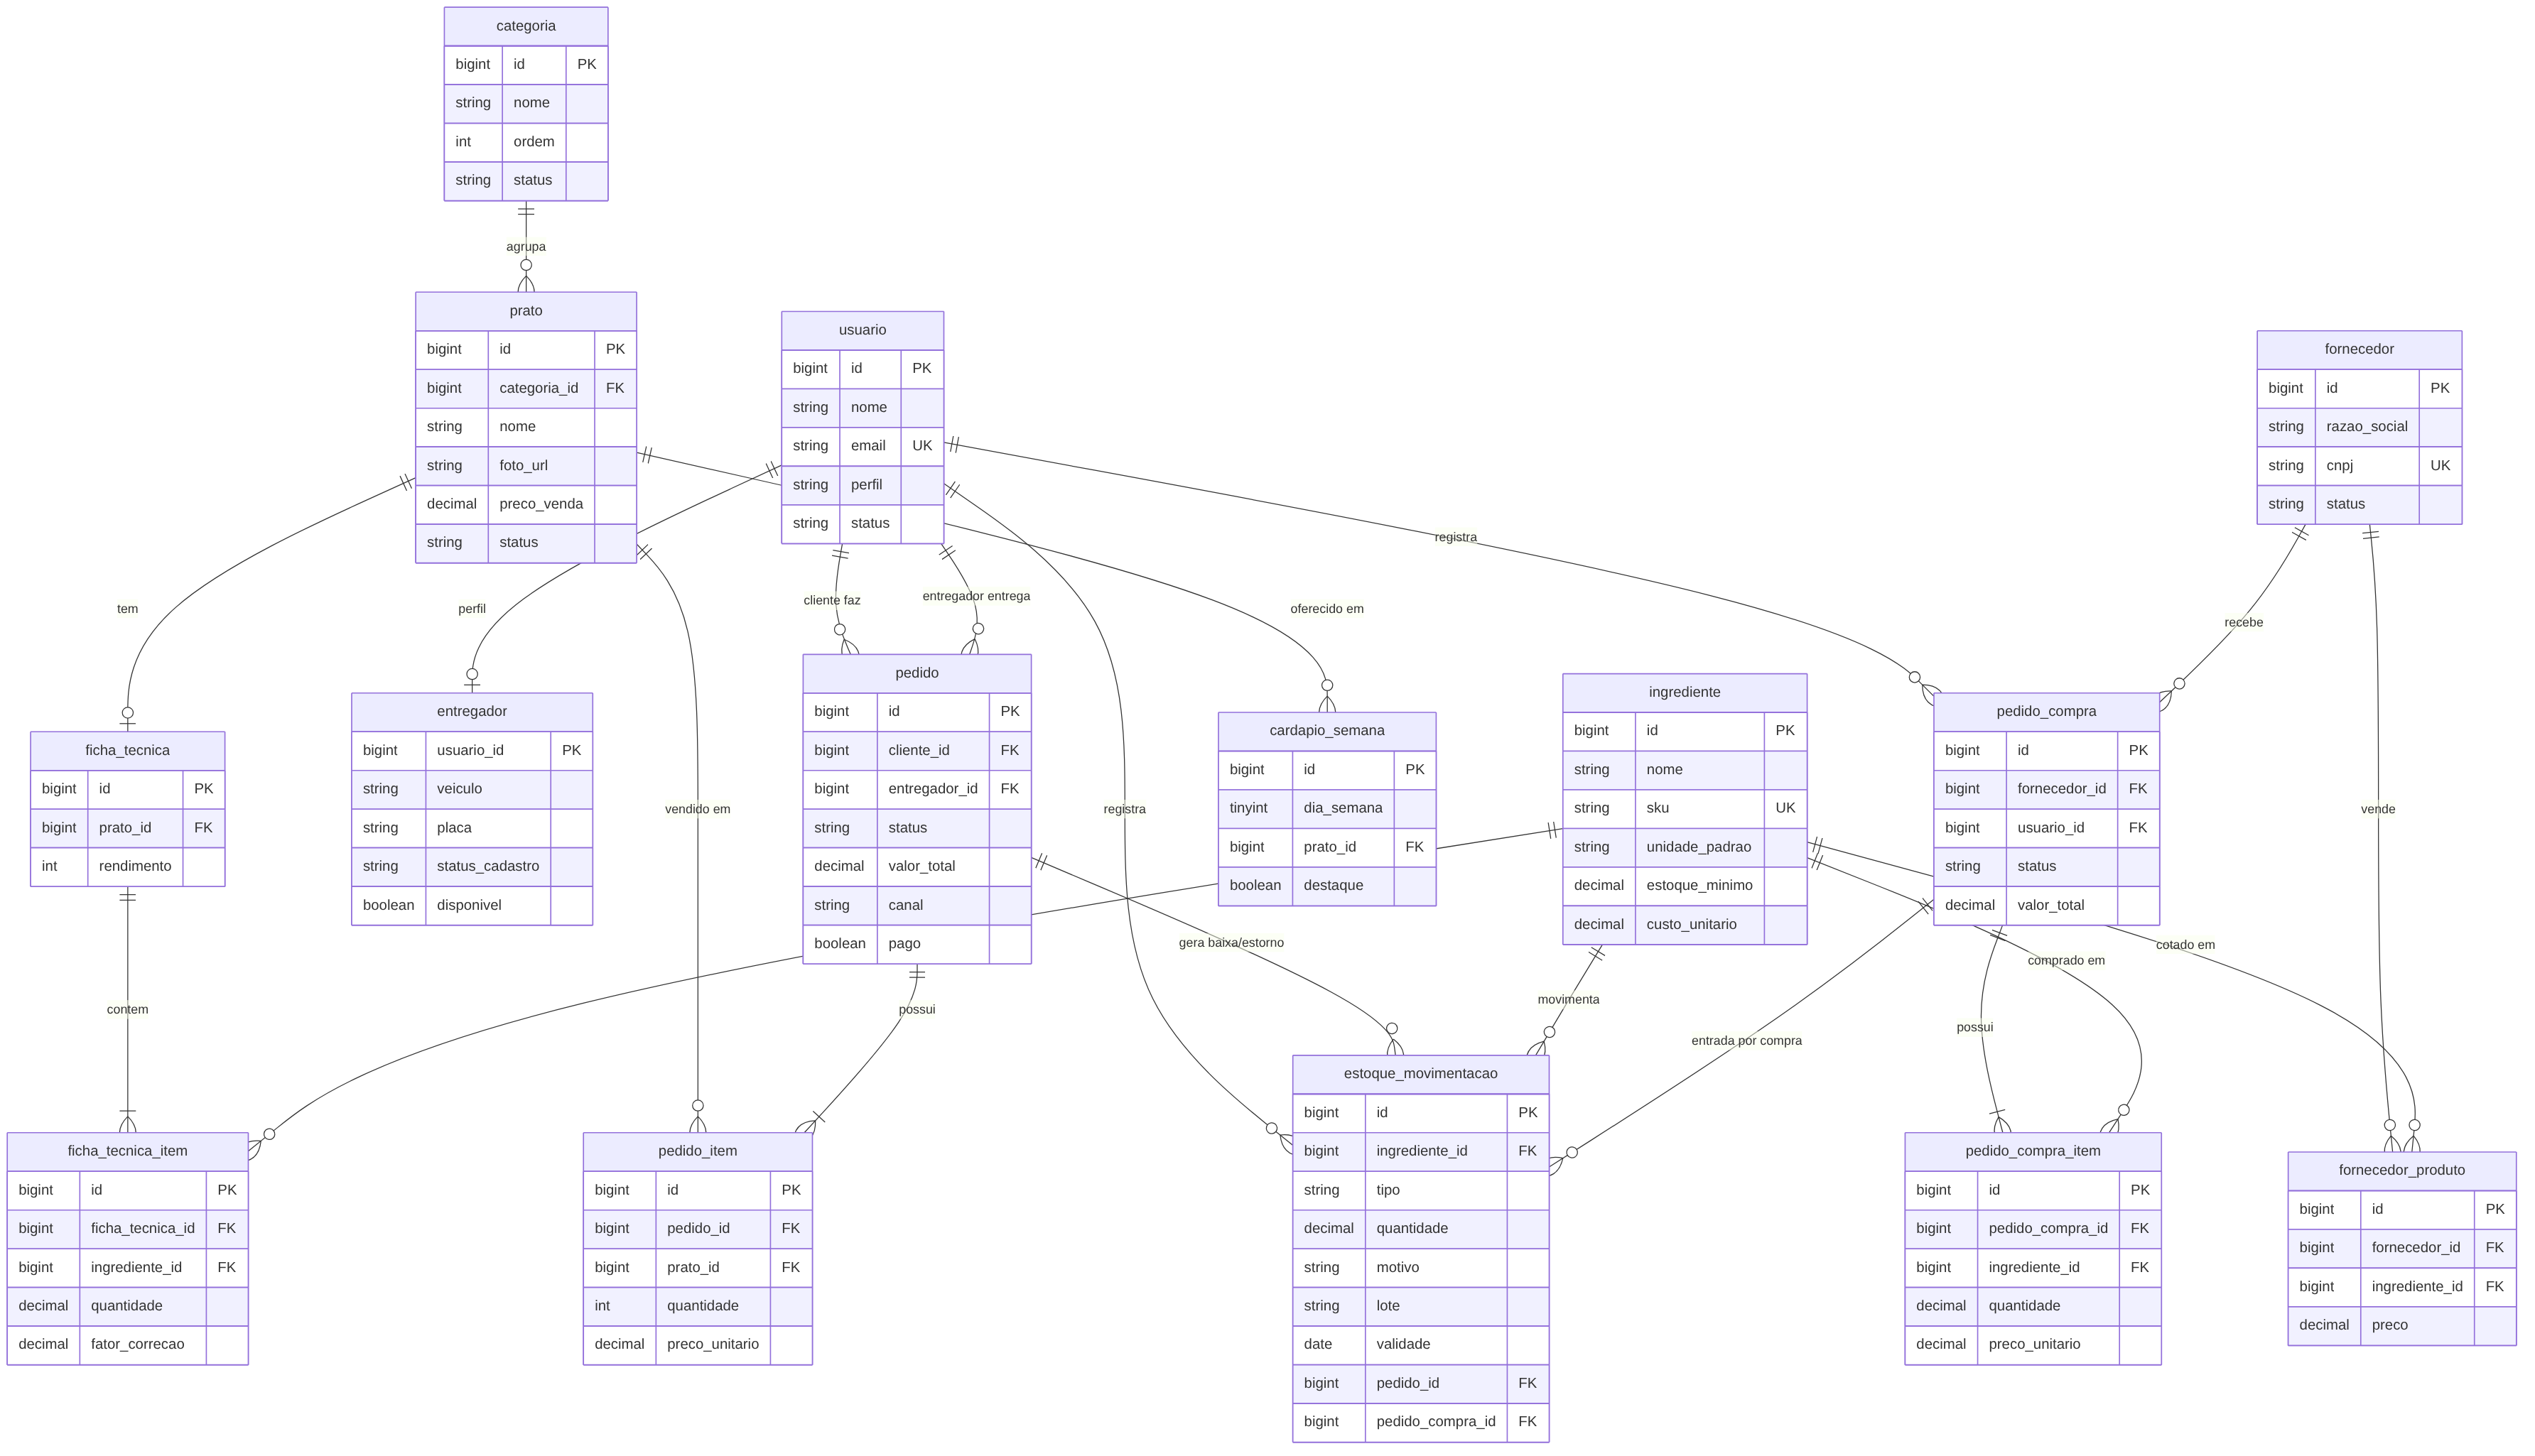 categoria
bigint id PK
string nome
int ordem
string status
agrupa
prato
bigint id PK
bigint categoria_id FK
string nome
string foto_url
decimal preco_venda
string status
usuario
bigint id PK
string nome
string email UK
string perfil
string status
fornecedor
bigint id PK
string razao_social
string cnpj UK
string status
registra
tem
perfil
cliente faz
entregador entrega
oferecido em
recebe
ficha_tecnica
bigint id PK
bigint prato_id FK
int rendimento
entregador
bigint usuario_id PK
string veiculo
string placa
string status_cadastro
boolean disponivel
vendido em
pedido
bigint id PK
bigint cliente_id FK
bigint entregador_id FK
string status
decimal valor_total
string canal
boolean pago
registra
cardapio_semana
bigint id PK
tinyint dia_semana
bigint prato_id FK
boolean destaque
ingrediente
bigint id PK
string nome
string sku UK
string unidade_padrao
decimal estoque_minimo
decimal custo_unitario
pedido_compra
bigint id PK
bigint fornecedor_id FK
bigint usuario_id FK
string status
decimal valor_total
vende
contem
possui
gera baixa/estorno
movimenta
entrada por compra
possui
comprado em
cotado em
ficha_tecnica_item
bigint id PK
bigint ficha_tecnica_id FK
bigint ingrediente_id FK
decimal quantidade
decimal fator_correcao
pedido_item
bigint id PK
bigint pedido_id FK
bigint prato_id FK
int quantidade
decimal preco_unitario
estoque_movimentacao
bigint id PK
bigint ingrediente_id FK
string tipo
decimal quantidade
string motivo
string lote
date validade
bigint pedido_id FK
bigint pedido_compra_id FK
pedido_compra_item
bigint id PK
bigint pedido_compra_id FK
bigint ingrediente_id FK
decimal quantidade
decimal preco_unitario
fornecedor_produto
bigint id PK
bigint fornecedor_id FK
bigint ingrediente_id FK
decimal preco